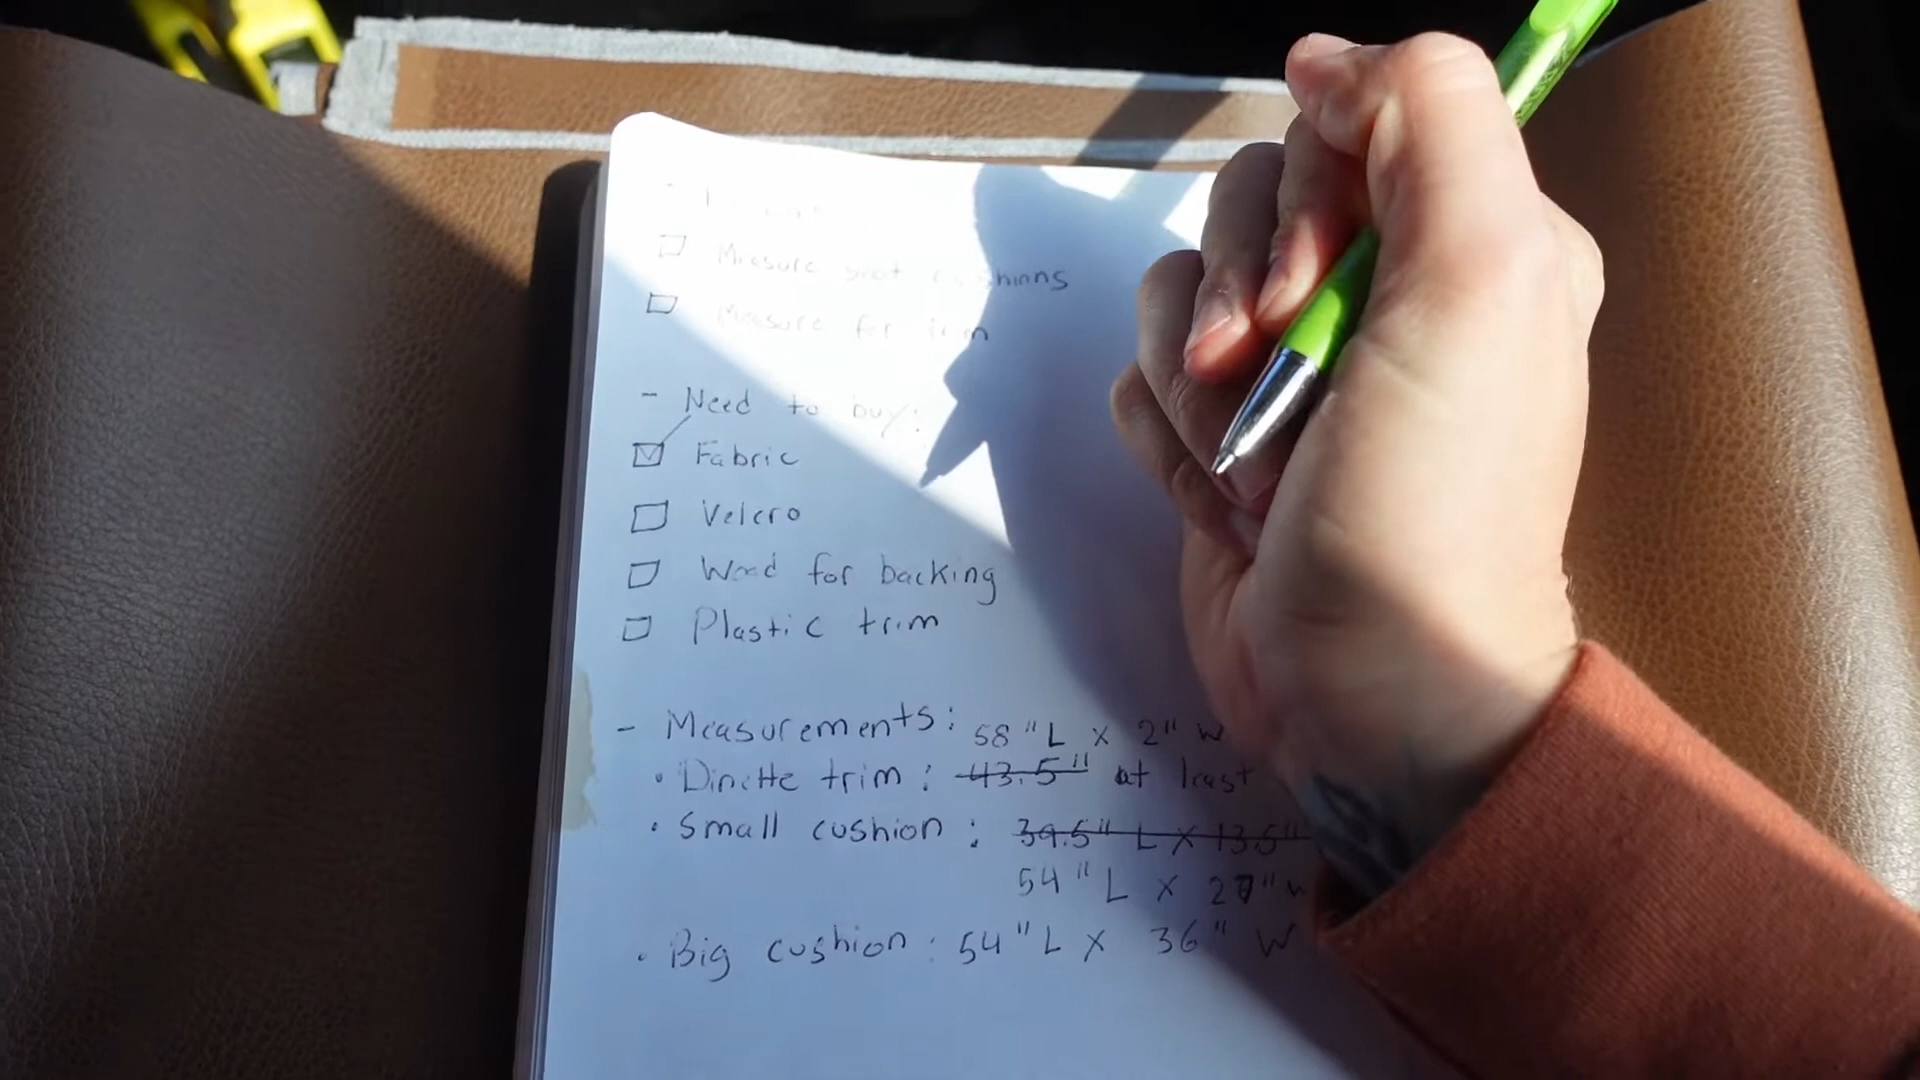 Measure seat cushions
Measure for trim
- Need to buy:
Fabric
Velcro
Wood for backing
Plastic trim
- Measurements: 58" L x 2" W
• Dinette trim: 43.5" at least
• Small cushion: 39.5" L x 13.5"
54" L x 27" W
• Big cushion: 54" L x 36" W